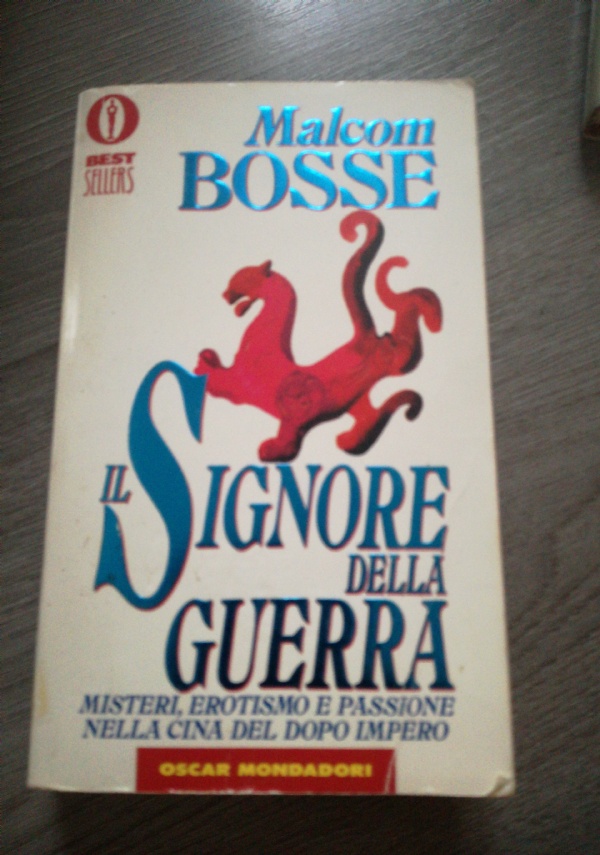 BEST
SELLERS
Malcom
BOSSE
IL SIGNORE
DELLA
GUERRA
MISTERI, EROTISMO E PASSIONE
NELLA CINA DEL DOPO IMPERO
OSCAR MONDADORI